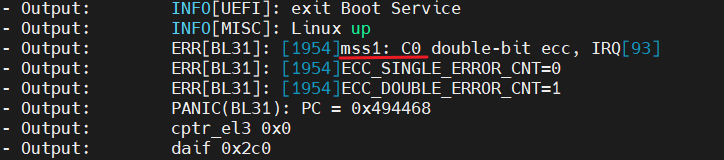 - Output: INFO[UEFI]: exit Boot Service
- Output: INFO[MISC]: Linux up
- Output: ERR[BL31]: [1954]mss1: C0 double-bit ecc, IRQ[93]
- Output: ERR[BL31]: [1954]ECC_SINGLE_ERROR_CNT=0
- Output: ERR[BL31]: [1954]ECC_DOUBLE_ERROR_CNT=1
- Output: PANIC(BL31): PC = 0x494468
- Output: cptr_el3 0x0
- Output: daif 0x2c0